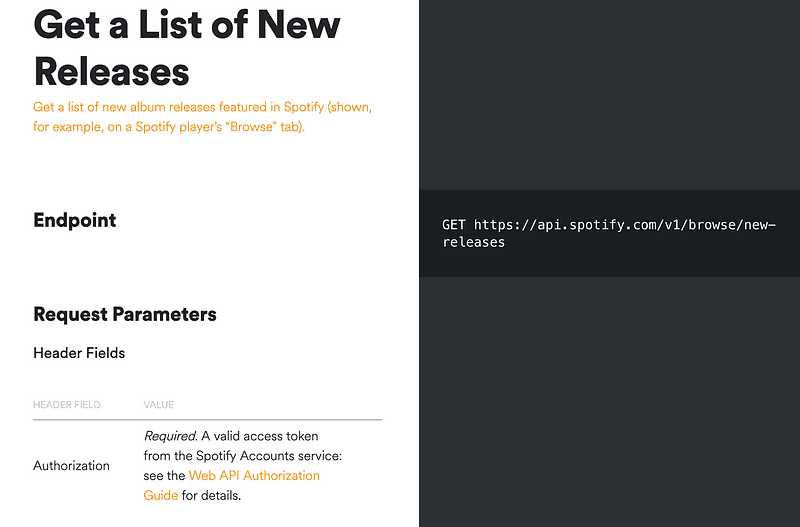 Get a List of New
Releases
Get a list of new album releases featured in Spotify (shown,
for example, on a Spotify player's “Browse” tab).
Endpoint
GET https://api.spotify.com/v1/browse/new-
releases
Request Parameters
Header Fields
HEADER FIELD VALUE
Required. A valid access token
from the Spotify Accounts service:
Authorization
see the Web API Authorization
Guide for details.